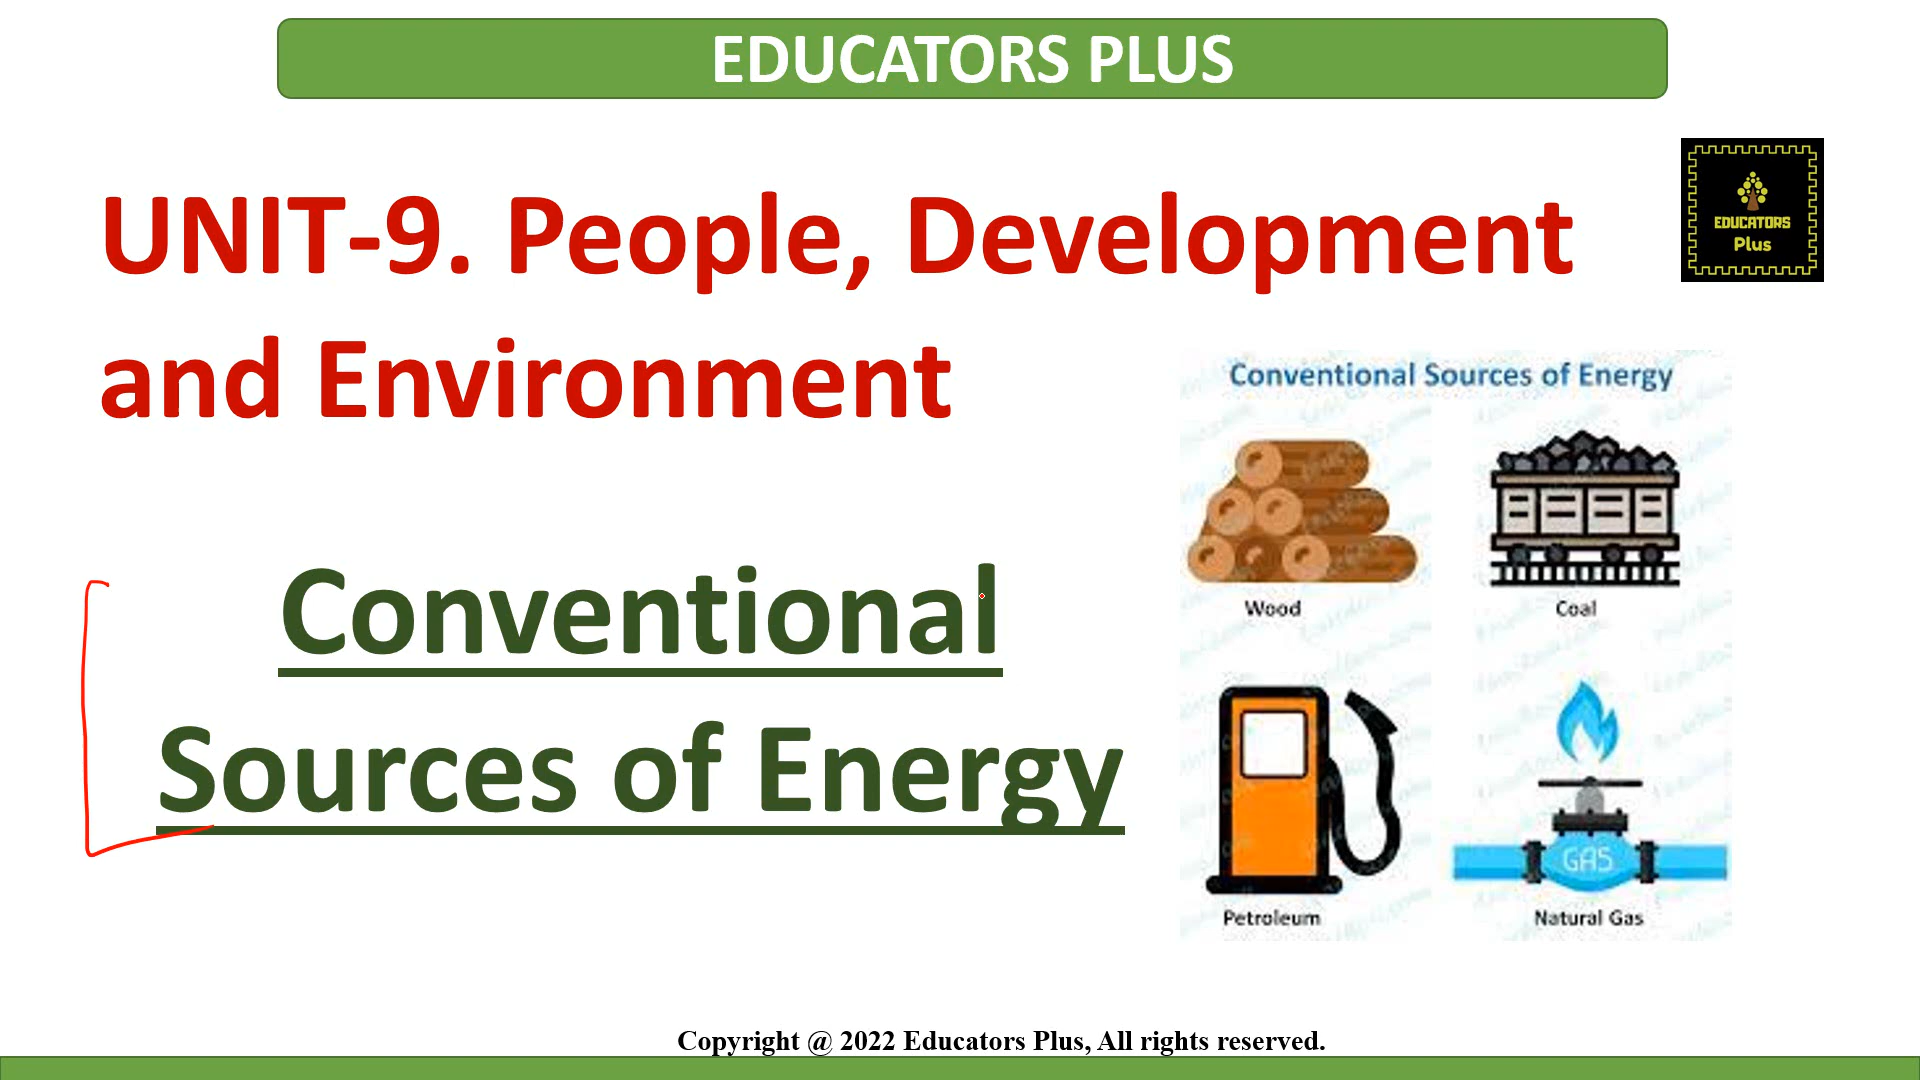 EDUCATORS PLUS
UNIT-9. People, Development
and Environment
EDUCATORS
Plus
Conventional
Sources of Energy
Conventional Sources of Energy
Wood
Coal
Petroleum
GAS
Natural Gas
Copyright @ 2022 Educators Plus, All rights reserved.